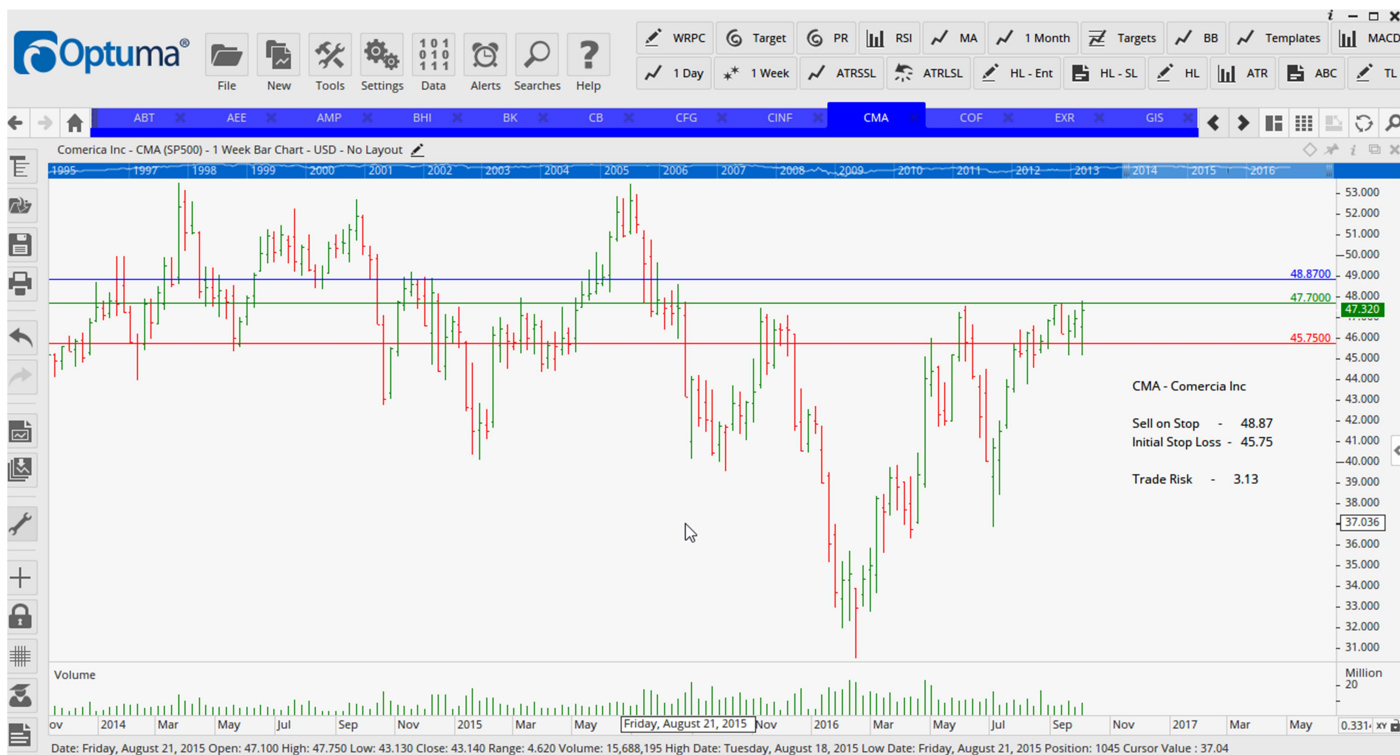 i
Optuma®
WRPC Target PR RSI MA 1 Month Targets BB Templates MACD
1 Day 1 Week ATRSSL ATRLSL HL - Ent HL - SL HL ATR ABC TL
101
010
111
File New Tools Settings Data Alerts Searches Help
ABT AEE AMP BHI BK CB CFG CINF CMA COF EXR GIS
Comerica Inc - CMA (SP500) - 1 Week Bar Chart - USD - No Layout
1995 1997 1998 1999 2000 2001 2002 2003 2004 2005 2006 2007 2008 2009 2010 2011 2012 2013 2014 2015 2016
53.000
52.000
51.000
50.000
48.8700
49.000
47.7000
48.000
47.320
46.000
45.7500
45.000
44.000
CMA - Comercia Inc
43.000
Sell on Stop - 48.87
42.000
Initial Stop Loss - 45.75
41.000
40.000
Trade Risk - 3.13
39.000
38.000
37.036
36.000
35.000
34.000
33.000
32.000
31.000
Volume
Million
20
ov 2014 Mar May Jul Sep Nov 2015 Mar May Friday, August 21, 2015 Nov 2016 Mar May Jul Sep Nov 2017 Mar May
0.331 XY
Date: Friday, August 21, 2015 Open: 47.100 High: 47.750 Low: 43.130 Close: 43.140 Range: 4.620 Volume: 15,688,195 High Date: Tuesday, August 18, 2015 Low Date: Friday, August 21, 2015 Position: 1045 Cursor Value : 37.04